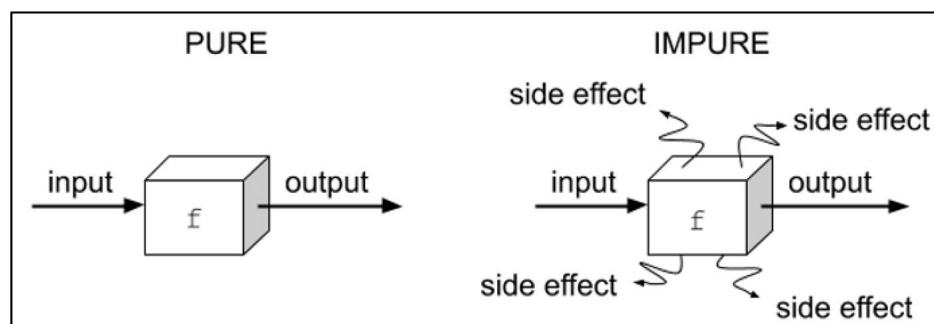 PURE
input
f
output
IMPURE
side effect
side effect
input
f
output
side effect
side effect